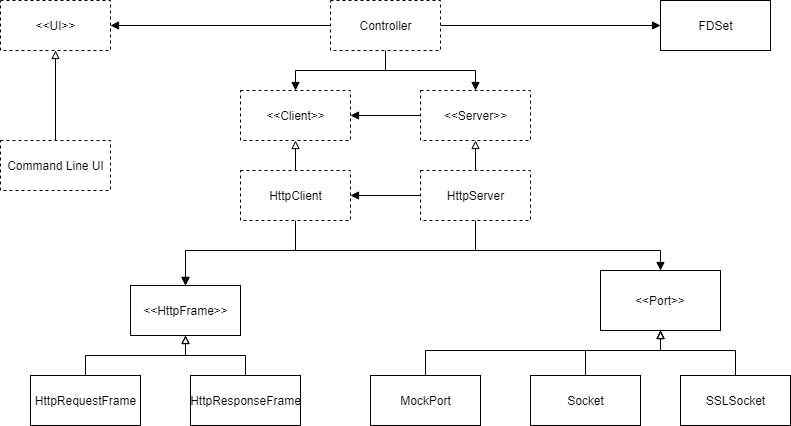 <<UI>>
Controller
FDSet
<<Client>>
<<Server>>
Command Line UI
HttpClient
HttpServer
<<HttpFrame>>
<<Port>>
HttpRequestFrame
HttpResponseFrame
MockPort
Socket
SSLSocket